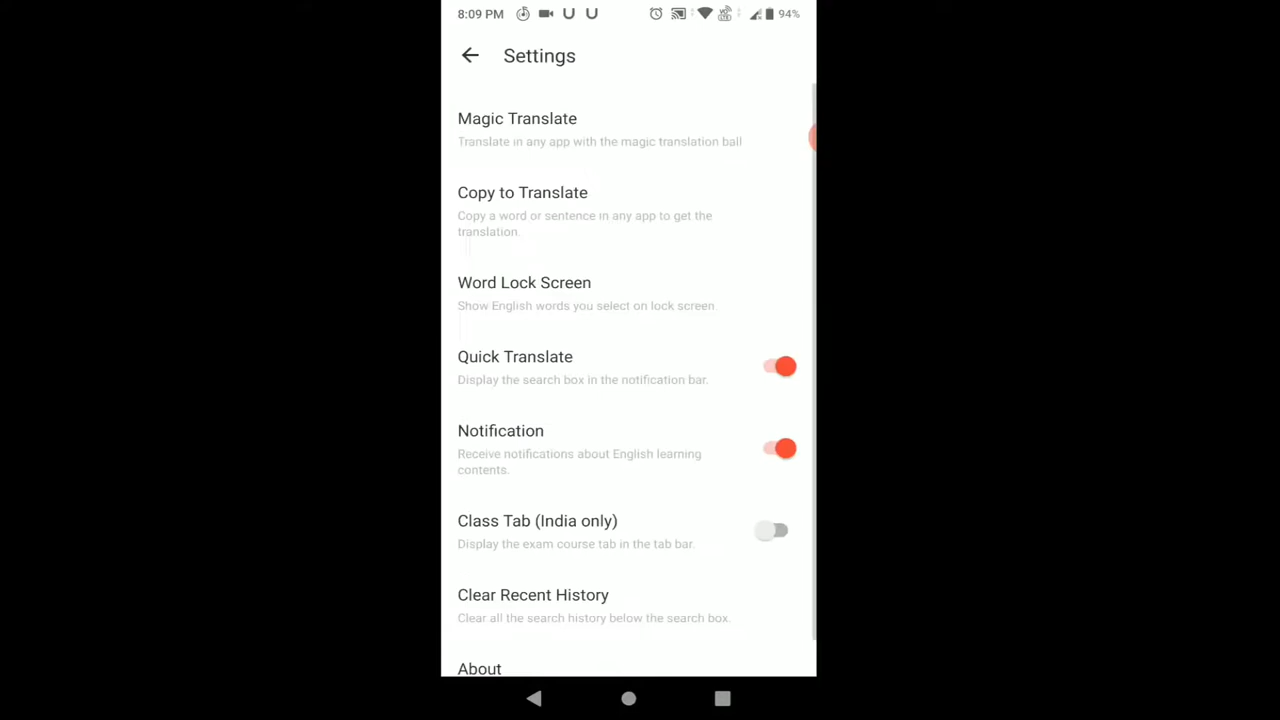 8:09 PM 94%
Settings
Magic Translate
Translate in any app with the magic translation ball
Copy to Translate
Copy a word or sentence in any app to get the
translation.
Word Lock Screen
Show English words you select on lock screen
Quick Translate
Display the search box in the notification bar.
Notification
Receive notifications about English learning
contents.
Class Tab (India only)
Display the exam course tab in the tab bar.
Clear Recent History
Clear all the search history below the search box.
About